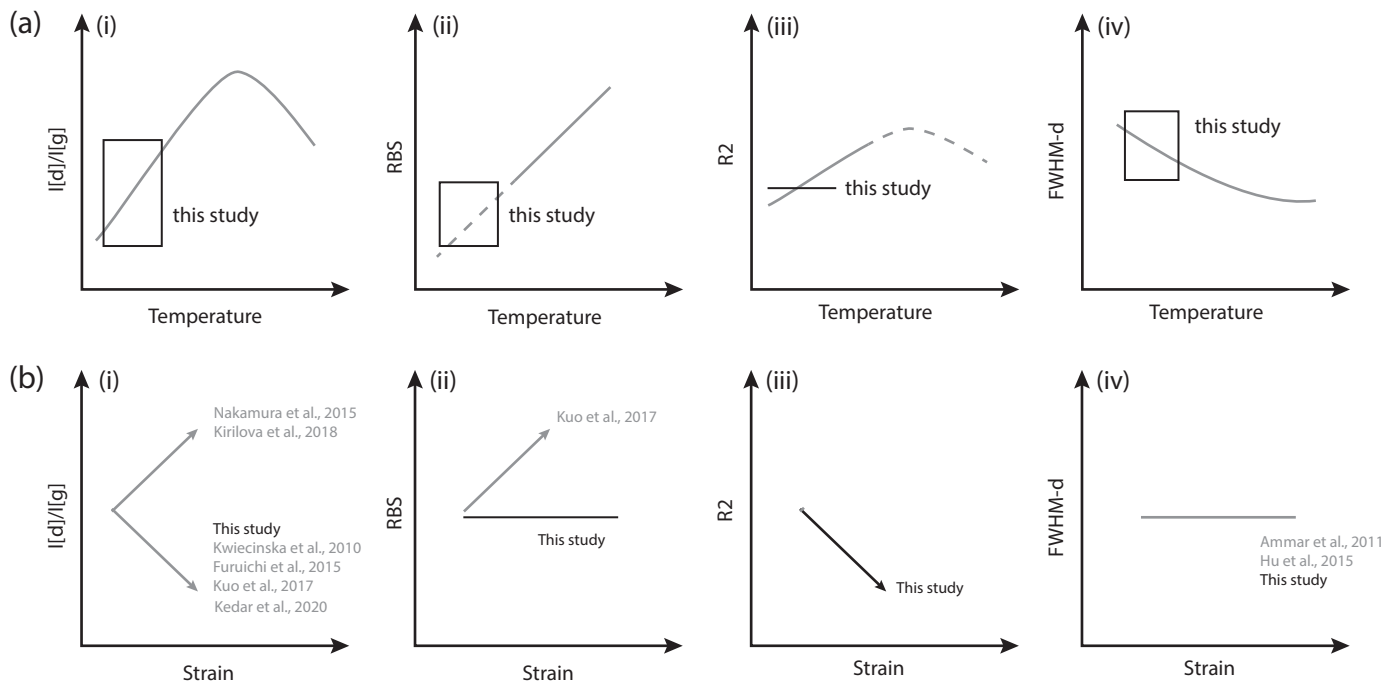 (a)
(i)
I[d]/I[g]
this study
Temperature
(ii)
RBS
this study
Temperature
(iii)
R2
this study
Temperature
(iv)
FWHM-d
this study
Temperature
(b)
(i)
I[d]/I[g]
Nakamura et al., 2015
Kirilova et al., 2018
This study
Kwiecinska et al., 2010
Furuichi et al., 2015
Kuo et al., 2017
Kedar et al., 2020
Strain
(ii)
RBS
Kuo et al., 2017
This study
Strain
(iii)
R2
This study
Strain
(iv)
FWHM-d
Ammar et al., 2011
Hu et al., 2015
This study
Strain